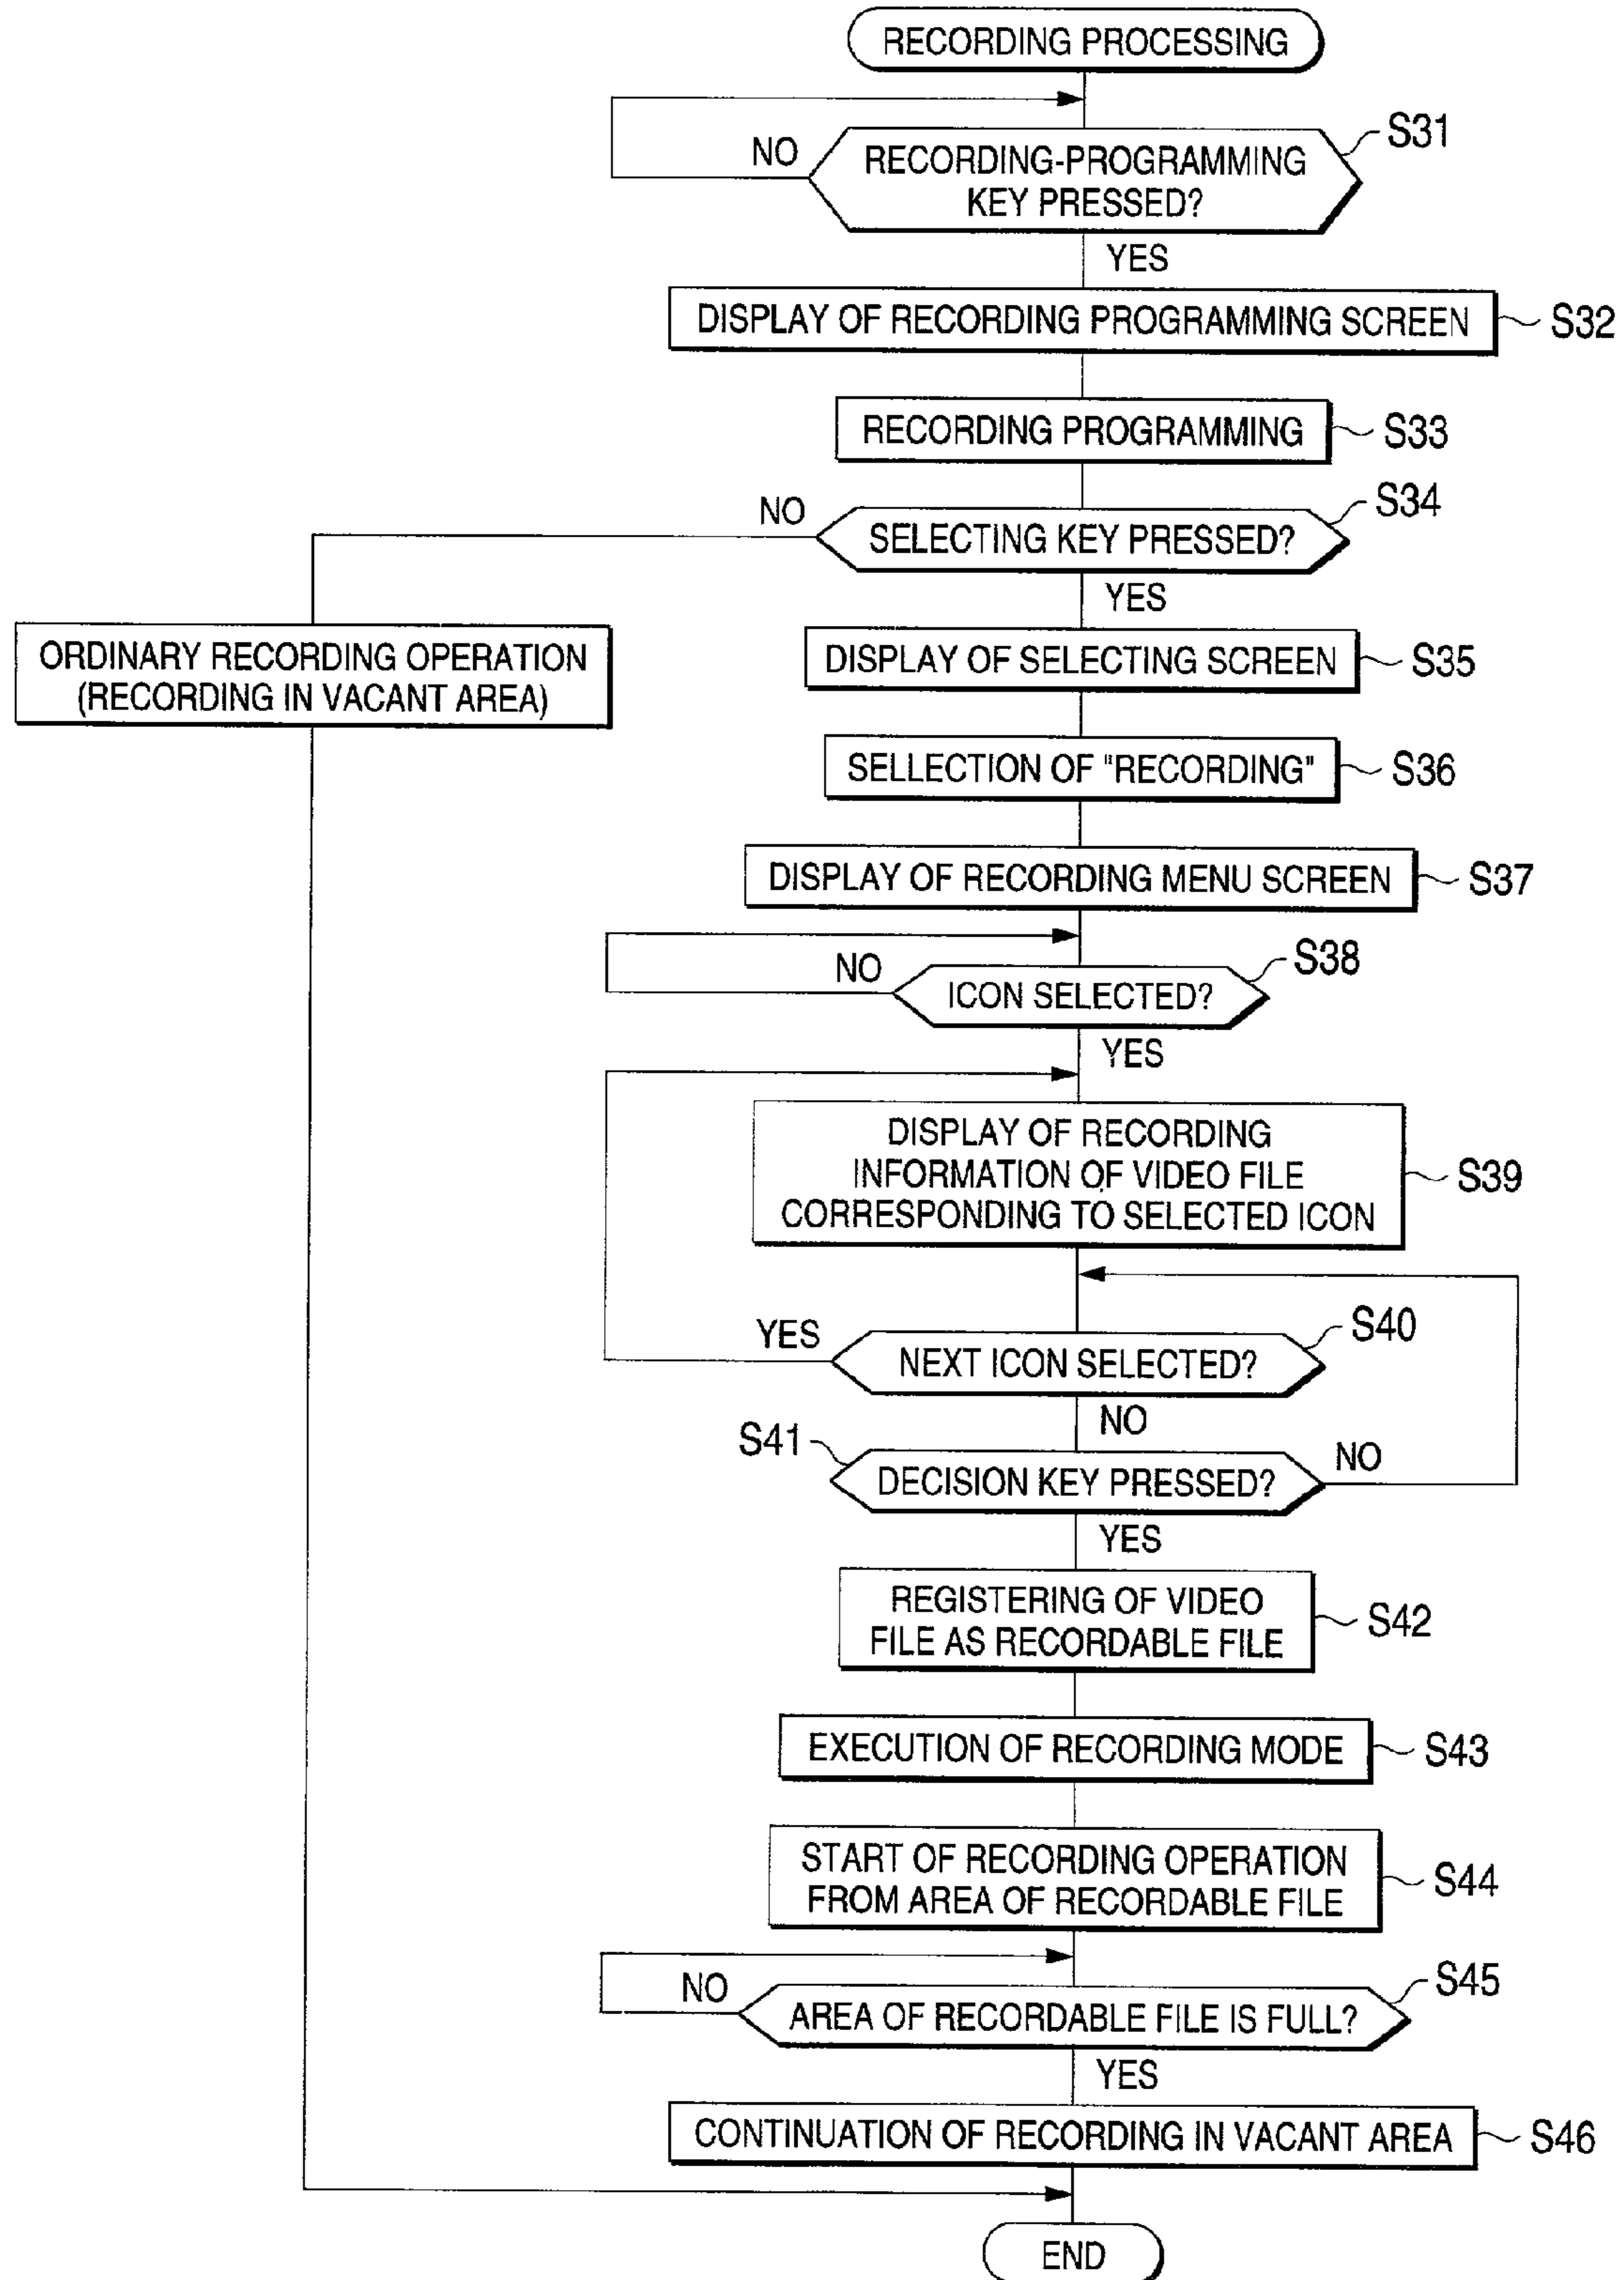 RECORDING PROCESSING
S31
NO
RECORDING-PROGRAMMING
KEY PRESSED?
YES
DISPLAY OF RECORDING PROGRAMMING SCREEN
S32
RECORDING PROGRAMMING
S33
S34
NO
SELECTING KEY PRESSED?
YES
ORDINARY RECORDING OPERATION
(RECORDING IN VACANT AREA)
DISPLAY OF SELECTING SCREEN
S35
SELLECTION OF "RECORDING"
S36
DISPLAY OF RECORDING MENU SCREEN
S37
S38
NO
ICON SELECTED?
YES
DISPLAY OF RECORDING
INFORMATION OF VIDEO FILE
CORRESPONDING TO SELECTED ICON
S39
S40
YES
NEXT ICON SELECTED?
NO
S41
DECISION KEY PRESSED?
NO
YES
REGISTERING OF VIDEO
FILE AS RECORDABLE FILE
S42
EXECUTION OF RECORDING MODE
S43
START OF RECORDING OPERATION
FROM AREA OF RECORDABLE FILE
S44
S45
NO
AREA OF RECORDABLE FILE IS FULL?
YES
CONTINUATION OF RECORDING IN VACANT AREA
S46
END